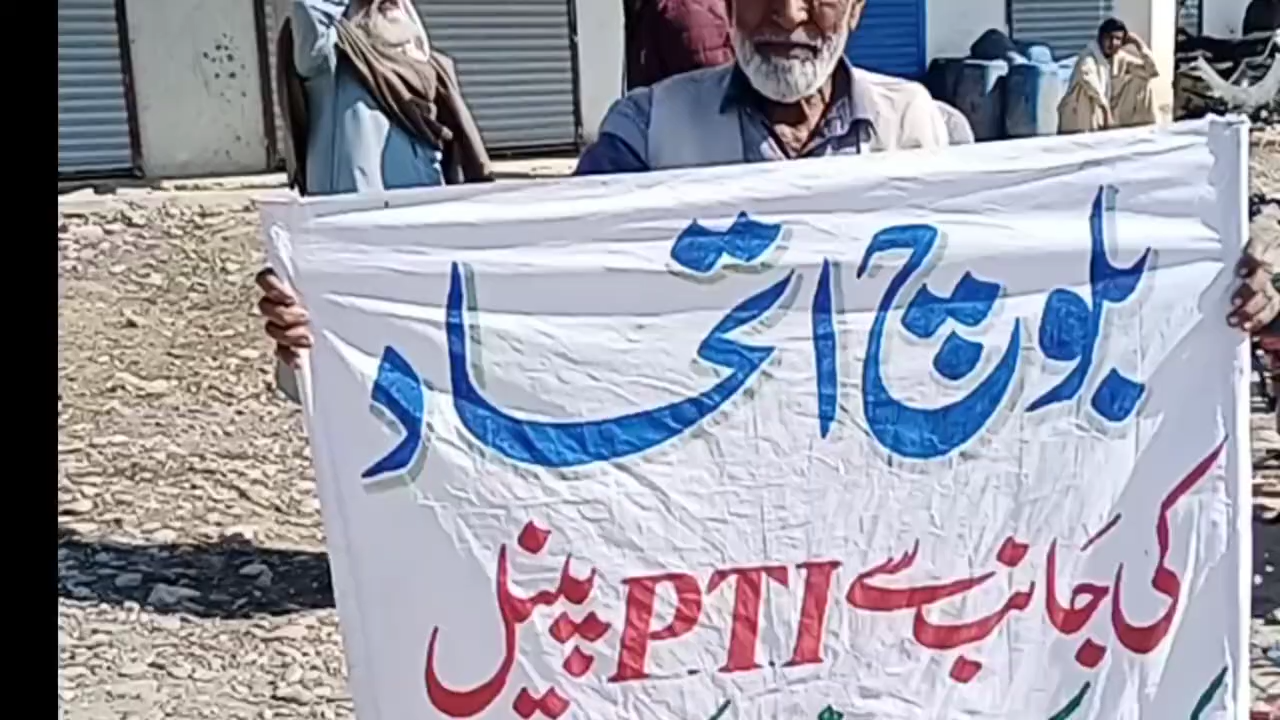 بلوچ اتحاد
کی جانب سے PTI پینل